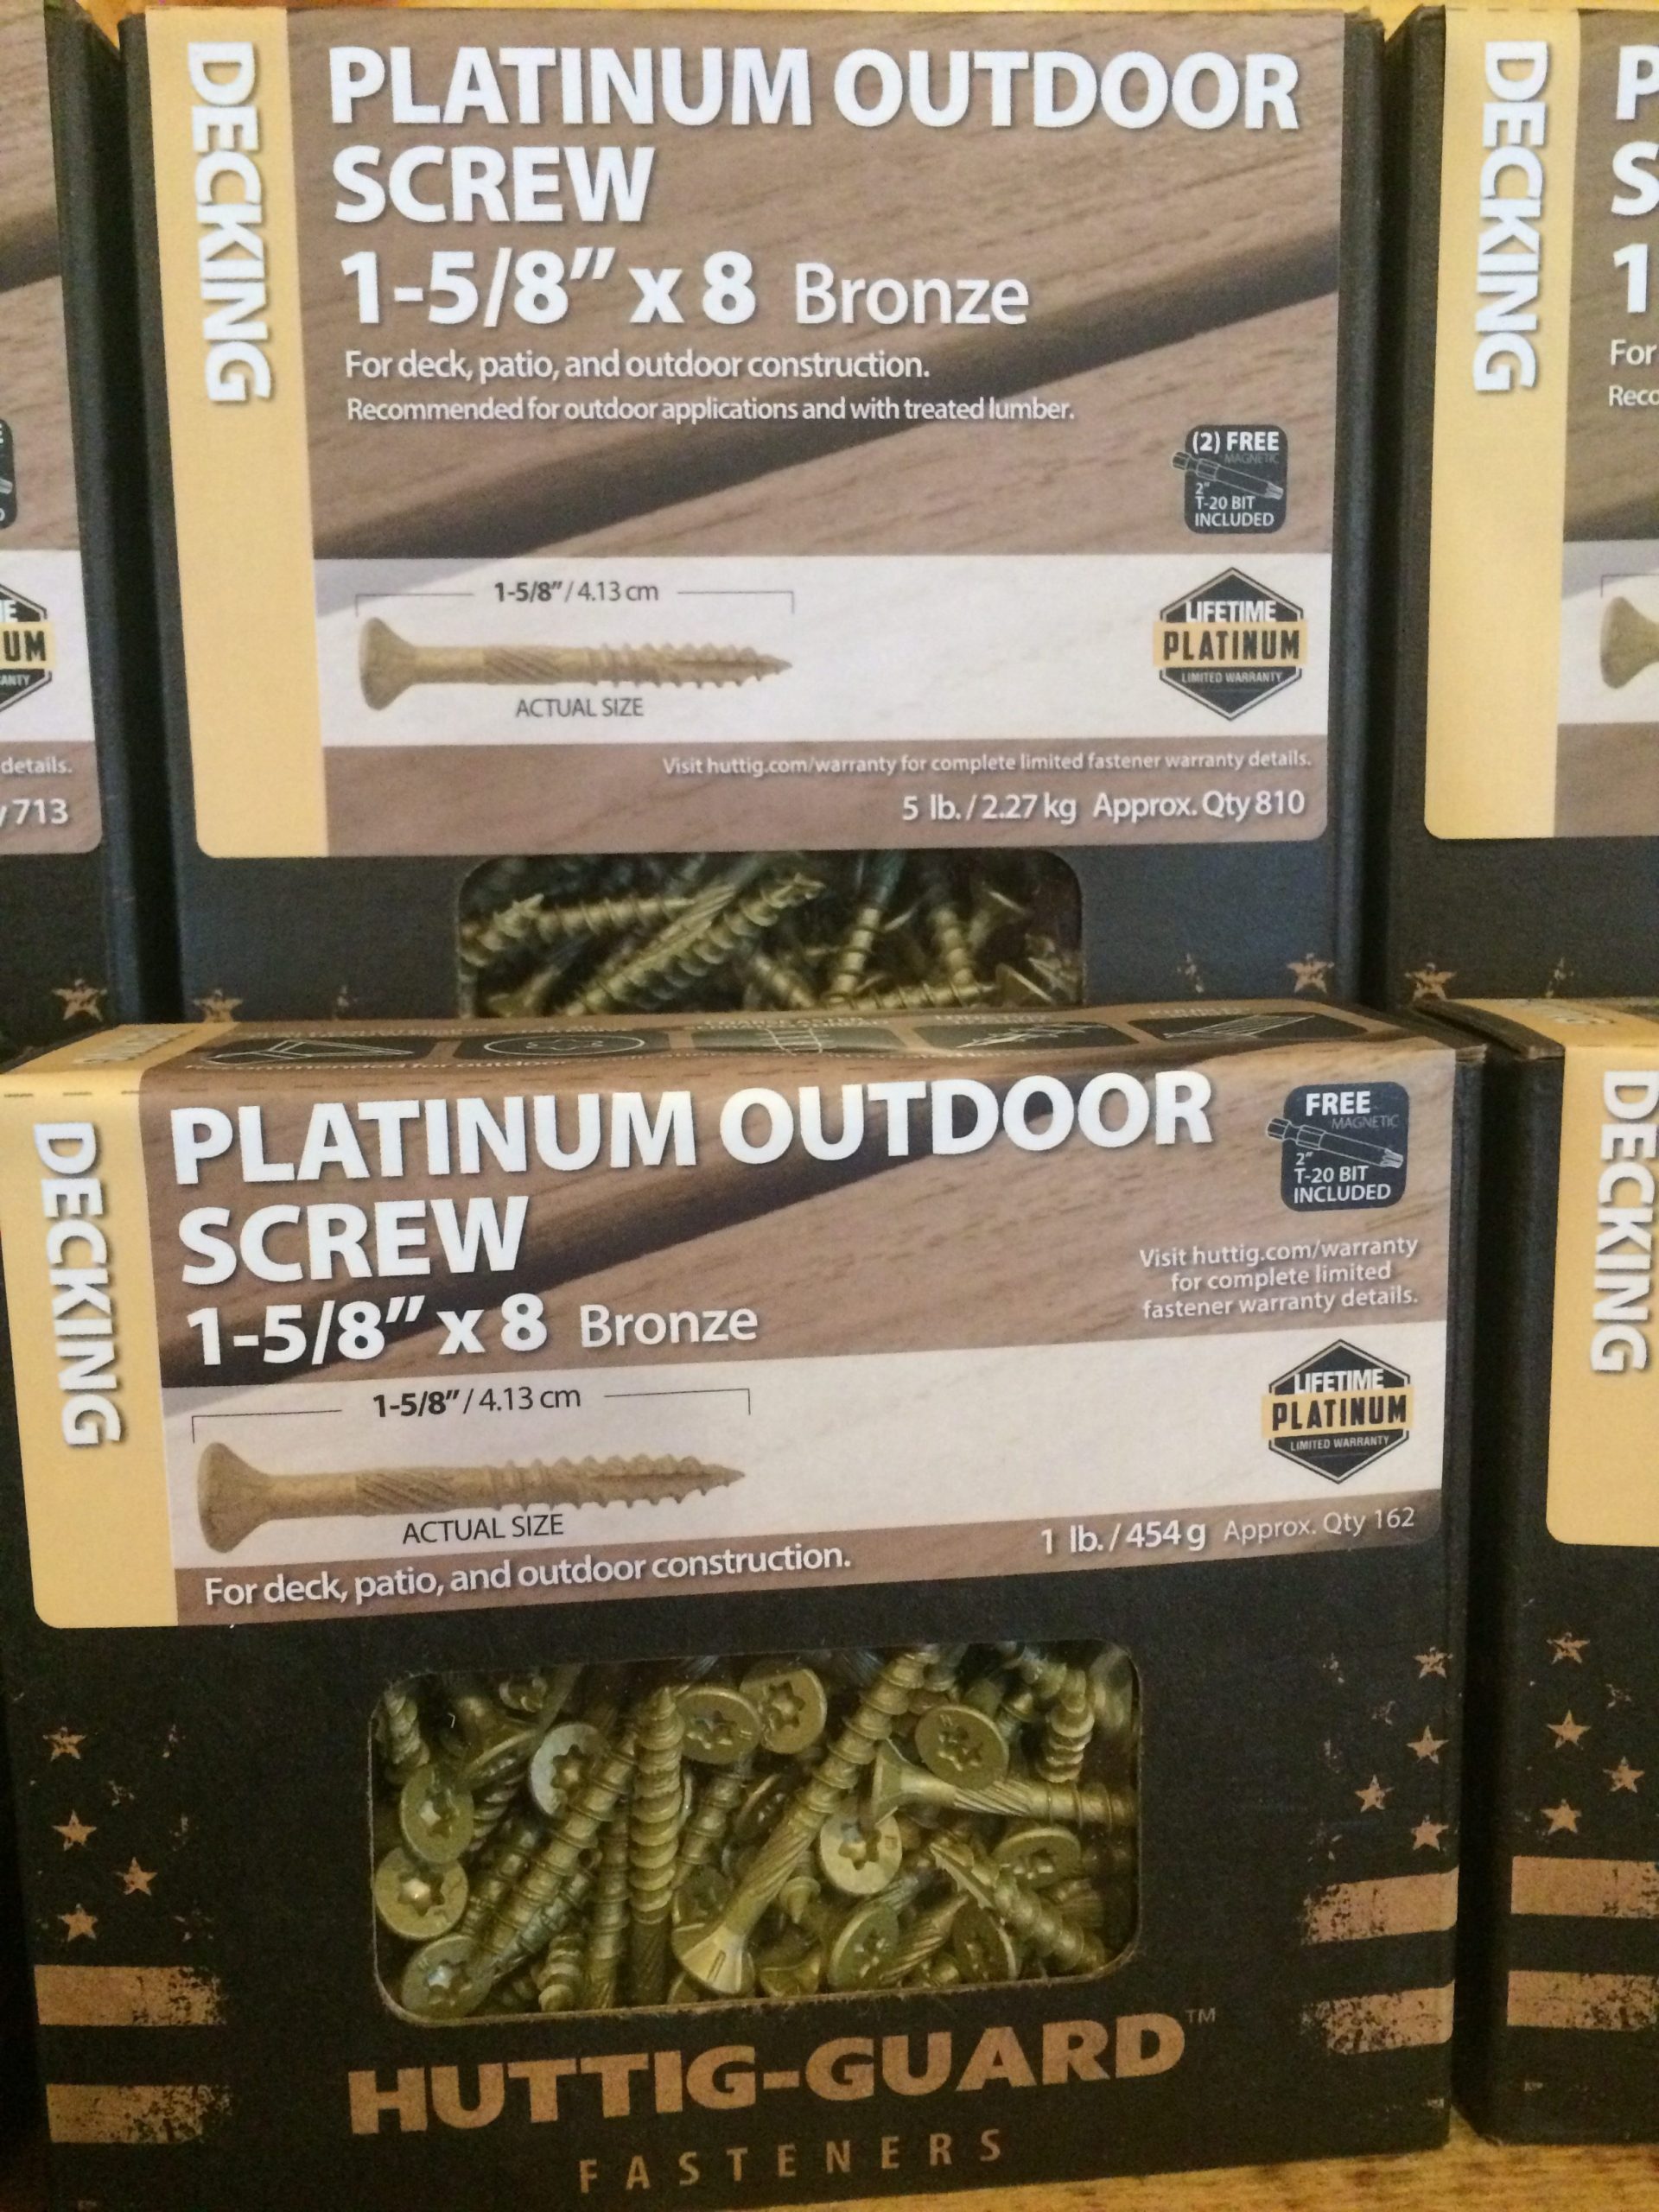 DECKING
PLATINUM OUTDOOR
SCREW
1-5/8" x 8 Bronze
For deck, patio, and outdoor construction.
Recommended for outdoor applications and with treated lumber.
(2) FREE
MAGNETIC
2"
T-20 BIT
INCLUDED
1-5/8" / 4.13 cm
ACTUAL SIZE
LIFETIME
PLATINUM
LIMITED WARRANTY
Visit huttig.com/warranty for complete limited fastener warranty details.
5 lb. / 2.27 kg Approx. Qty 810
details.
713
DECKING
P
S
1
For
DECKING
PLATINUM OUTDOOR
SCREW
1-5/8" x 8 Bronze
FREE
MAGNETIC
2"
T-20 BIT
INCLUDED
Visit huttig.com/warranty
for complete limited
fastener warranty details.
1-5/8" / 4.13 cm
ACTUAL SIZE
LIFETIME
PLATINUM
LIMITED WARRANTY
1 lb. / 454 g Approx. Qty 162
For deck, patio, and outdoor construction.
HUTTIG-GUARD™
FASTENERS
DECKING